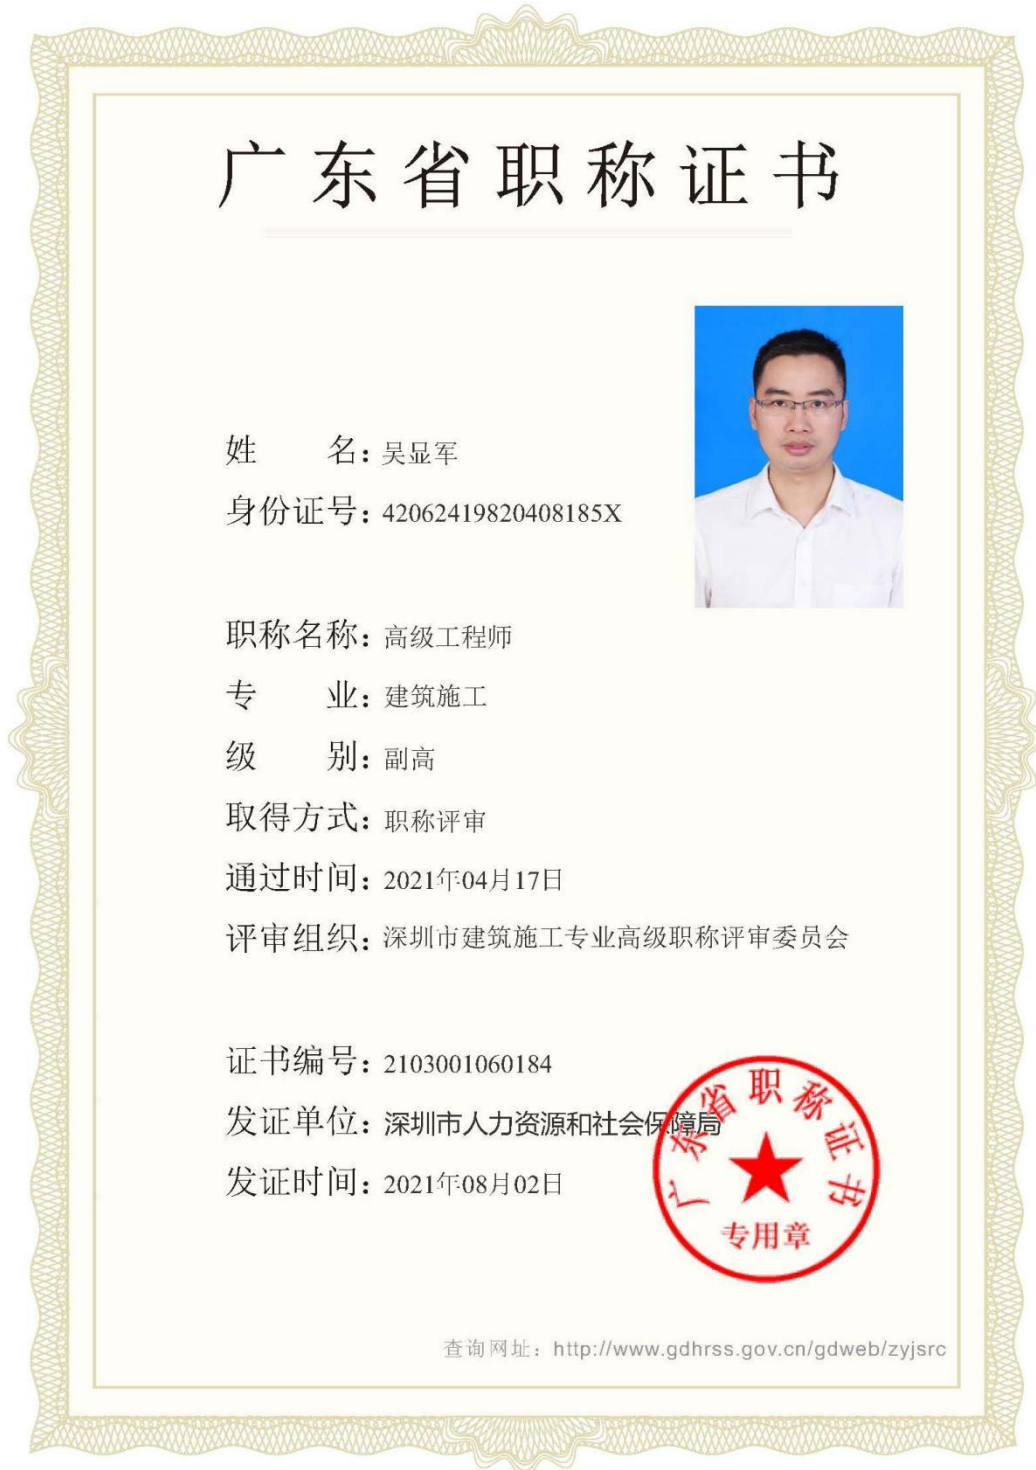 广东省职称证书
姓 名：吴显军
身份证号：42062419820408185X
职称名称：高级工程师
专 业：建筑施工
级 别：副高
取得方式：职称评审
通过时间：2021年04月17日
评审组织：深圳市建筑施工专业高级职称评审委员会
证书编号：2103001060184
发证单位：深圳市人力资源和社会保障局
发证时间：2021年08月02日
广东省职称证书
专用章
查询网址：http://www.gdhrss.gov.cn/gdweb/zyjsrc